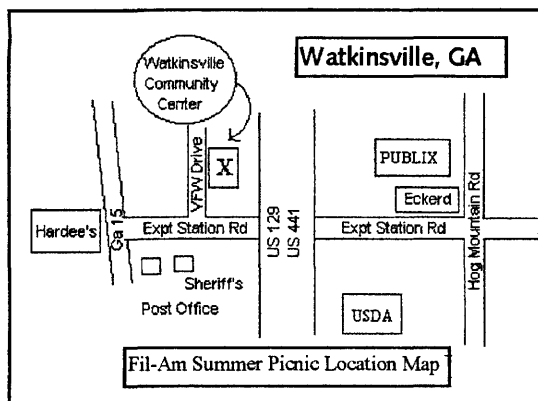 Watkinsville, GA
Watkinsville
Community
Center
VFW Drive
X
PUBLIX
Eckerd
Hardee's
Ga 15
Expt Station Rd
US 129
US 441
Expt Station Rd
Hog Mountain Rd
Sheriff's
Post Office
USDA
Fil-Am Summer Picnic Location Map